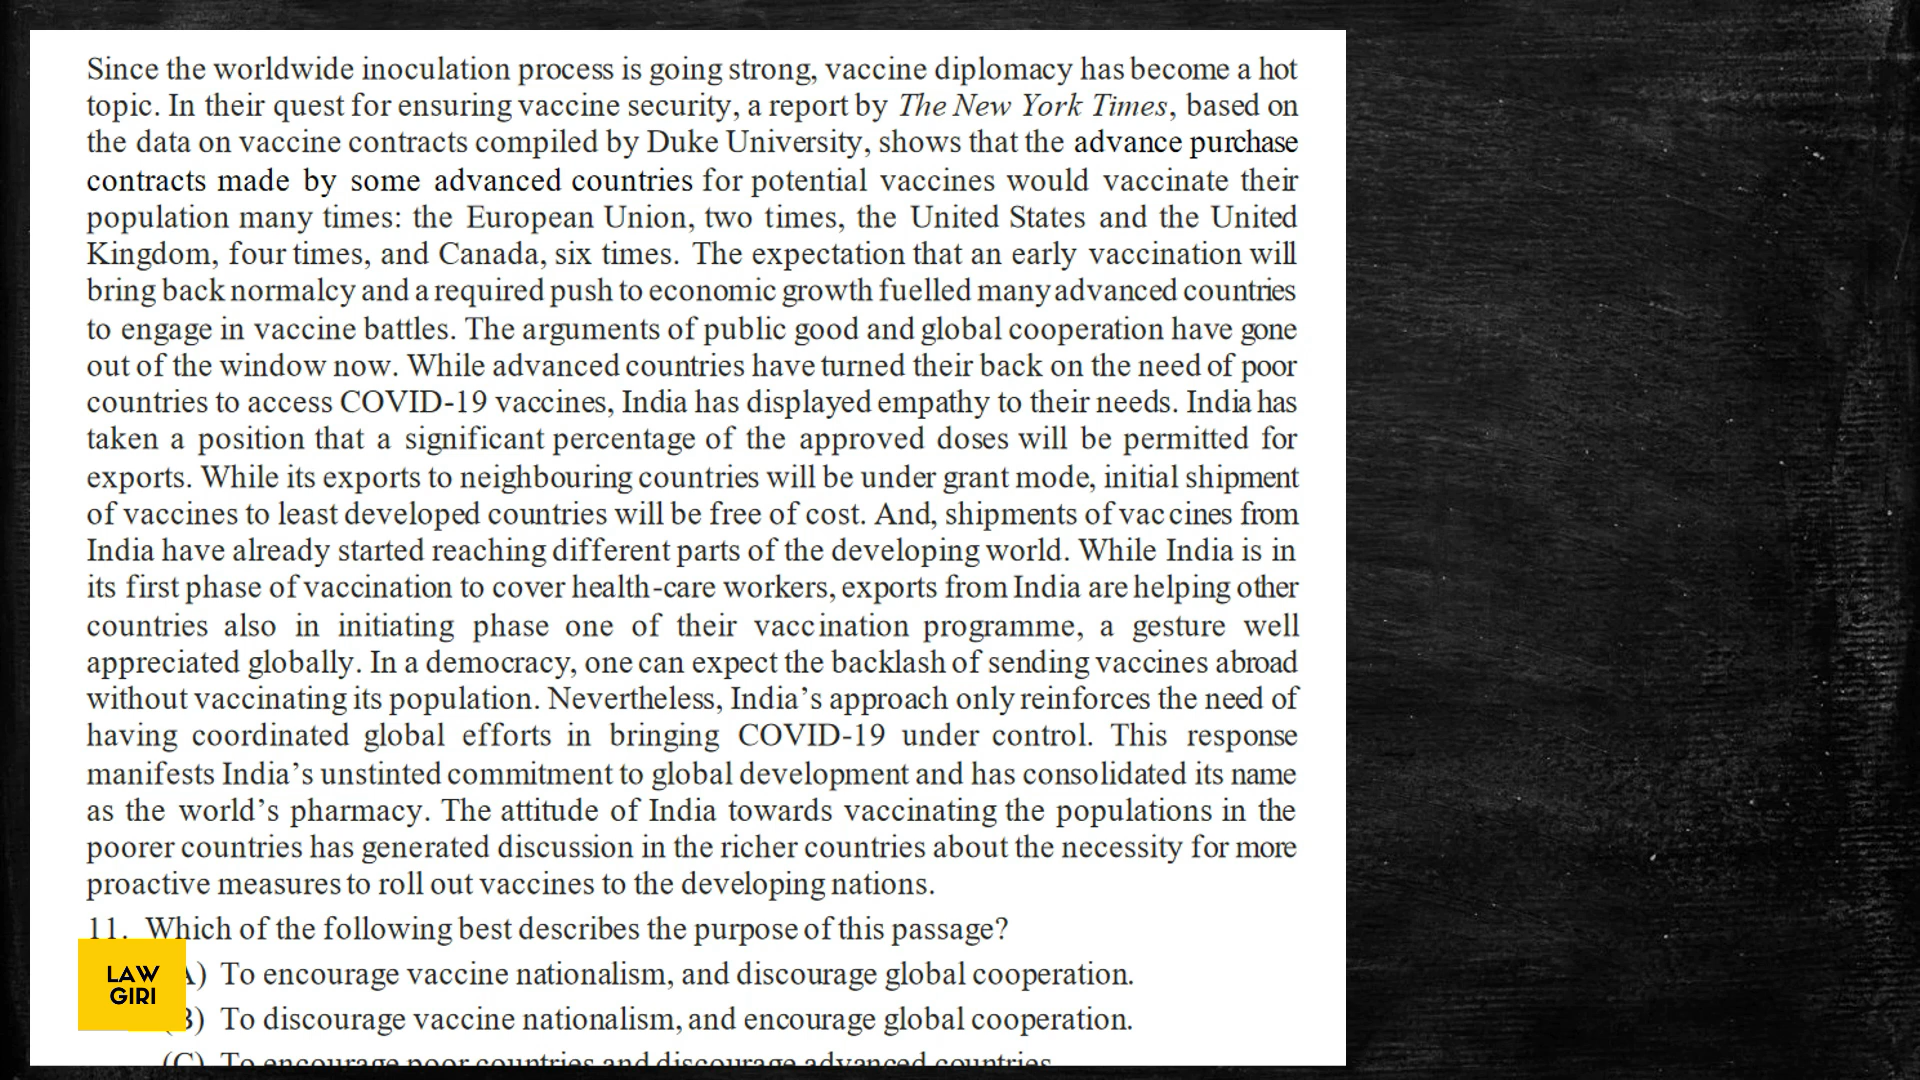 Since the worldwide inoculation process is going strong, vaccine diplomacy has become a hot
topic. In their quest for ensuring vaccine security, a report by The New York Times, based on
the data on vaccine contracts compiled by Duke University, shows that the advance purchase
contracts made by some advanced countries for potential vaccines would vaccinate their
population many times: the European Union, two times, the United States and the United
Kingdom, four times, and Canada, six times. The expectation that an early vaccination will
bring back normalcy and a required push to economic growth fuelled many advanced countries
to engage in vaccine battles. The arguments of public good and global cooperation have gone
out of the window now. While advanced countries have turned their back on the need of poor
countries to access COVID-19 vaccines, India has displayed empathy to their needs. India has
taken a position that a significant percentage of the approved doses will be permitted for
exports. While its exports to neighbouring countries will be under grant mode, initial shipment
of vaccines to least developed countries will be free of cost. And, shipments of vaccines from
India have already started reaching different parts of the developing world. While India is in
its first phase of vaccination to cover health-care workers, exports from India are helping other
countries also in initiating phase one of their vaccination programme, a gesture well
appreciated globally. In a democracy, one can expect the backlash of sending vaccines abroad
without vaccinating its population. Nevertheless, India's approach only reinforces the need of
having coordinated global efforts in bringing COVID-19 under control. This response
manifests India's unstinted commitment to global development and has consolidated its name
as the world's pharmacy. The attitude of India towards vaccinating the populations in the
poorer countries has generated discussion in the richer countries about the necessity for more
proactive measures to roll out vaccines to the developing nations.
11. Which of the following best describes the purpose of this passage?
A) To encourage vaccine nationalism, and discourage global cooperation.
B) To discourage vaccine nationalism, and encourage global cooperation.
(C) To encourage poor countries and discourage advanced countries.
LAW
GIRI